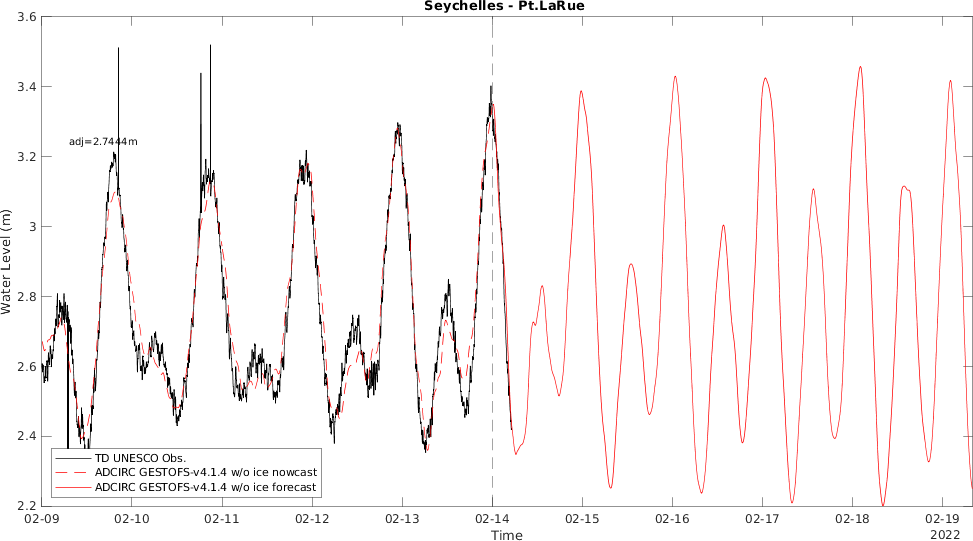 Seychelles - Pt.LaRue
3.6
3.4
3.2
3
2.8
2.6
2.4
2.2
Water Level (m)
adj=2.7444m
TD UNESCO Obs.
ADCIRC GESTOFS-v4.1.4 w/o ice nowcast
ADCIRC GESTOFS-v4.1.4 w/o ice forecast
02-09 02-10 02-11 02-12 02-13 02-14 02-15 02-16 02-17 02-18 02-19
Time
2022